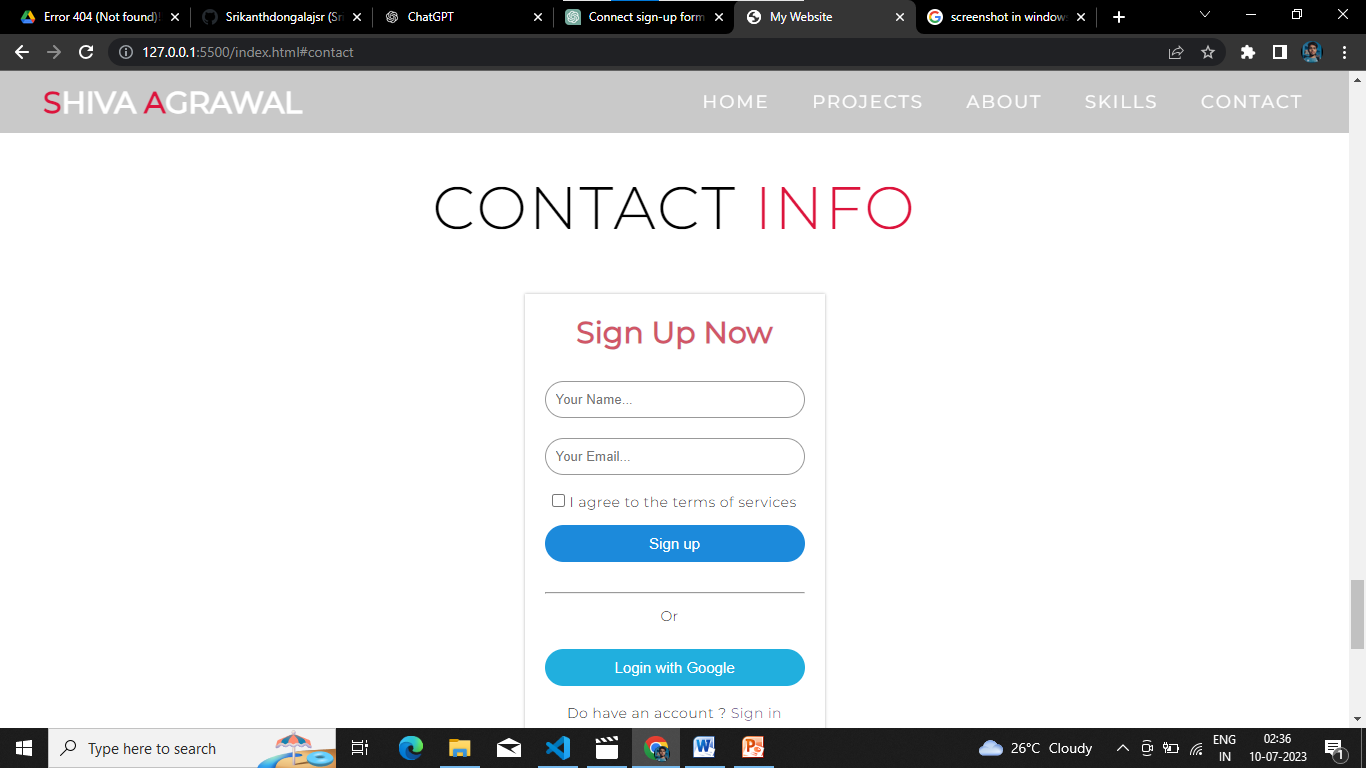 Error 404 (Not found)!
Srikanthdongalajsr (Sri
ChatGPT
Connect sign-up form
My Website
screenshot in window
127.0.0.1:5500/index.html#contact
SHIVA AGRAWAL
HOME PROJECTS ABOUT SKILLS CONTACT
CONTACT INFO
Sign Up Now
Your Name...
Your Email...
I agree to the terms of services
Sign up
Or
Login with Google
Do have an account ? Sign in
Type here to search
26°C Cloudy
ENG
IN
02:36
10-07-2023
1